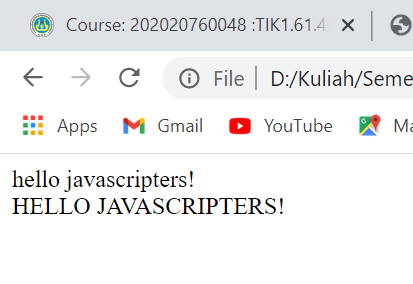 Course: 202020760048 :TIK1.61.4
File D:/Kuliah/Seme
Apps Gmail YouTube Ma
hello javascripters!
HELLO JAVASCRIPTERS!